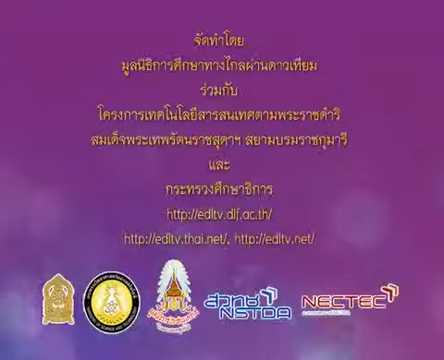 จัดทำโดย
มูลนิธิการศึกษาทางไกลผ่านดาวเทียม
ร่วมกับ
โครงการเทคโนโลยีสารสนเทศตามพระราชดำริ
สมเด็จพระเทพรัตนราชสุดาฯ สยามบรมราชกุมารี
และ
กระทรวงศึกษาธิการ
http://edltv.dlf.ac.th/
http://edltv.thai.net/, http://edltv.net/
สวทช NECTEC
NSTDA